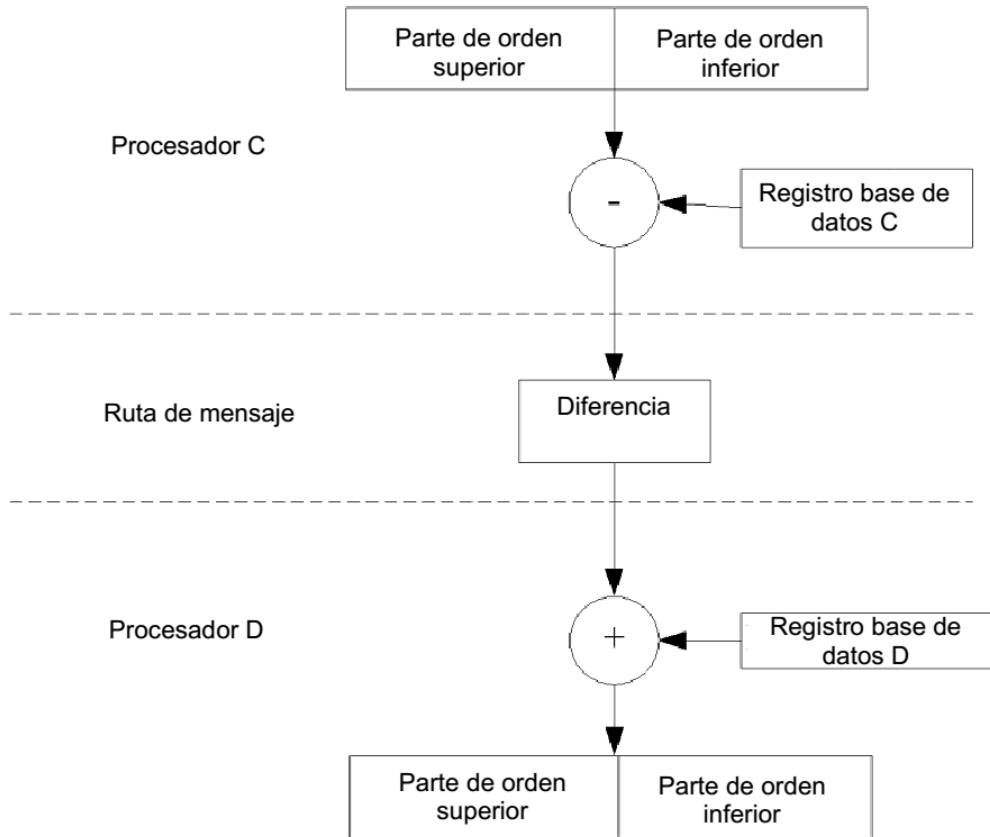 Parte de orden
superior
Parte de orden
inferior
Procesador C
-
Registro base de
datos C
Ruta de mensaje
Diferencia
Procesador D
+
Registro base de
datos D
Parte de orden
superior
Parte de orden
inferior